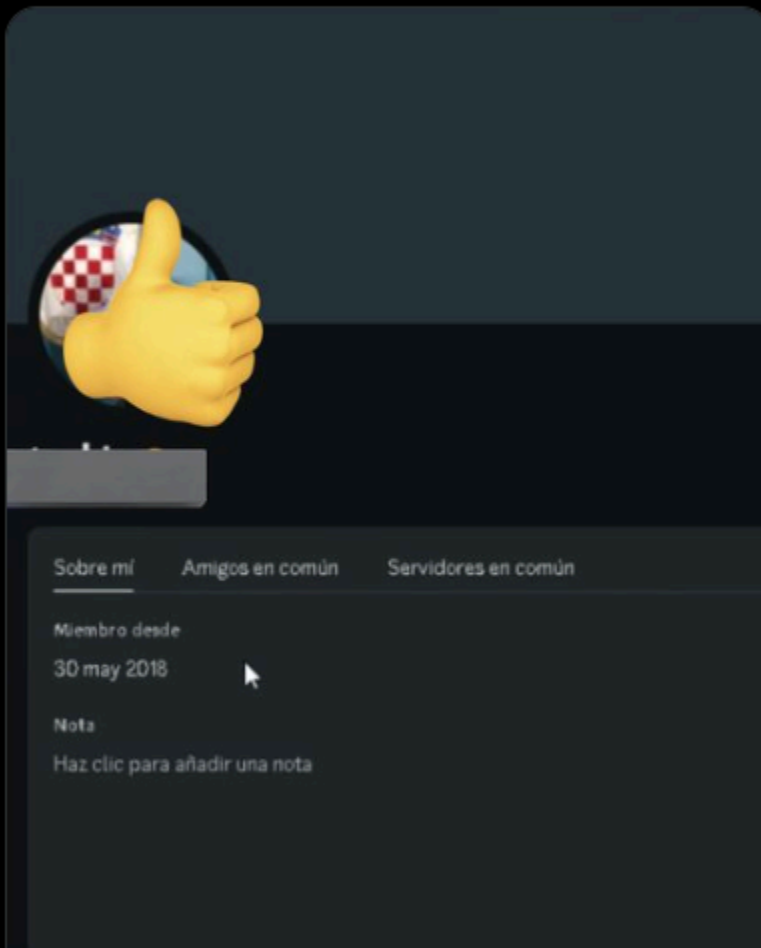 Sobre mí Amigos en común Servidores en común
Miembro desde
30 may 2018
Nota
Haz clic para añadir una nota